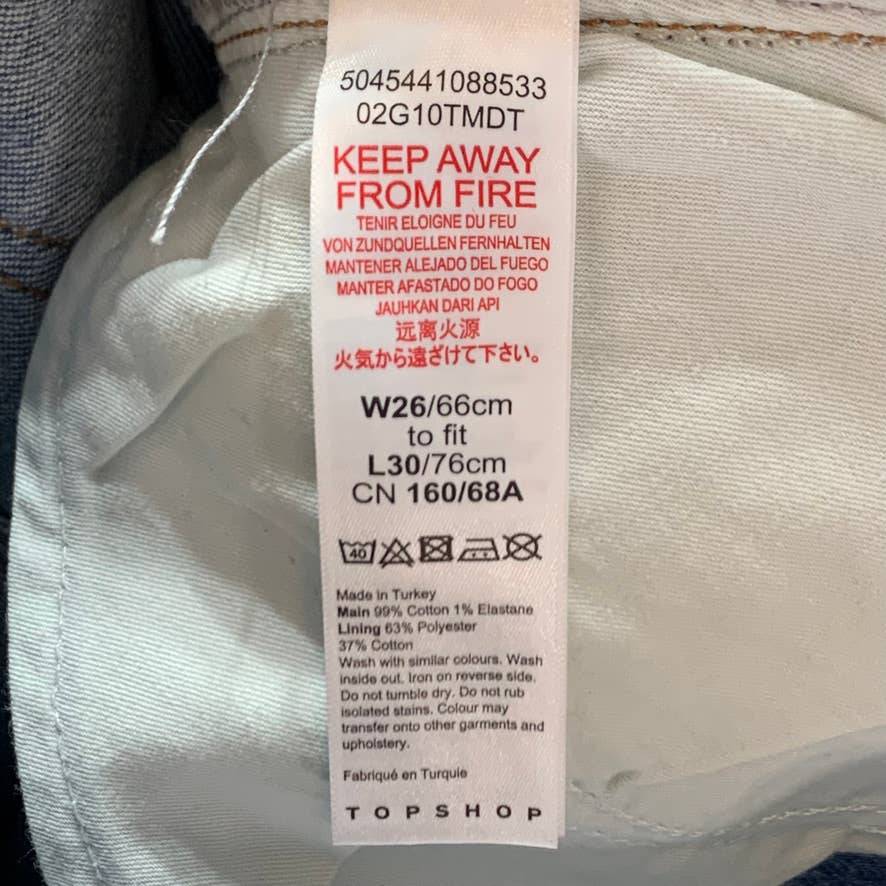 5045441088533
02G10TMDT
KEEP AWAY
FROM FIRE
TENIR ELOIGNE DU FEU
VON ZUNDQUELLEN FERNHALTEN
MANTENER ALEJADO DEL FUEGO
MANTER AFASTADO DO FOGO
JAUHKAN DARI API
远离火源
火気から遠ざけて下さい。
W26/66cm
to fit
L30/76cm
CN 160/68A
40
Made in Turkey
Main 99% Cotton 1% Elastane
Lining 63% Polyester
37% Cotton
Wash with similar colours. Wash
inside out. Iron on reverse side.
Do not tumble dry. Do not rub
isolated stains. Colour may
transfer onto other garments and
upholstery.
Fabriqué en Turquie
TOPSHOP